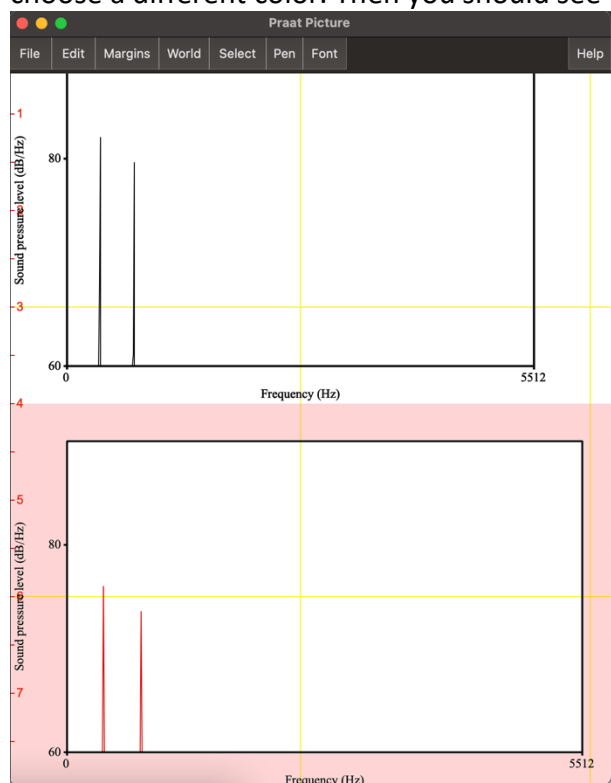 choose a different color. Then you should see
Praat Picture
File Edit Margins World Select Pen Font Help
1
Sound pressure level (dB/Hz)
80
3
60
0 5512
Frequency (Hz)
4
5
Sound pressure level (dB/Hz)
80
7
60
0 5512
Frequency (Hz)